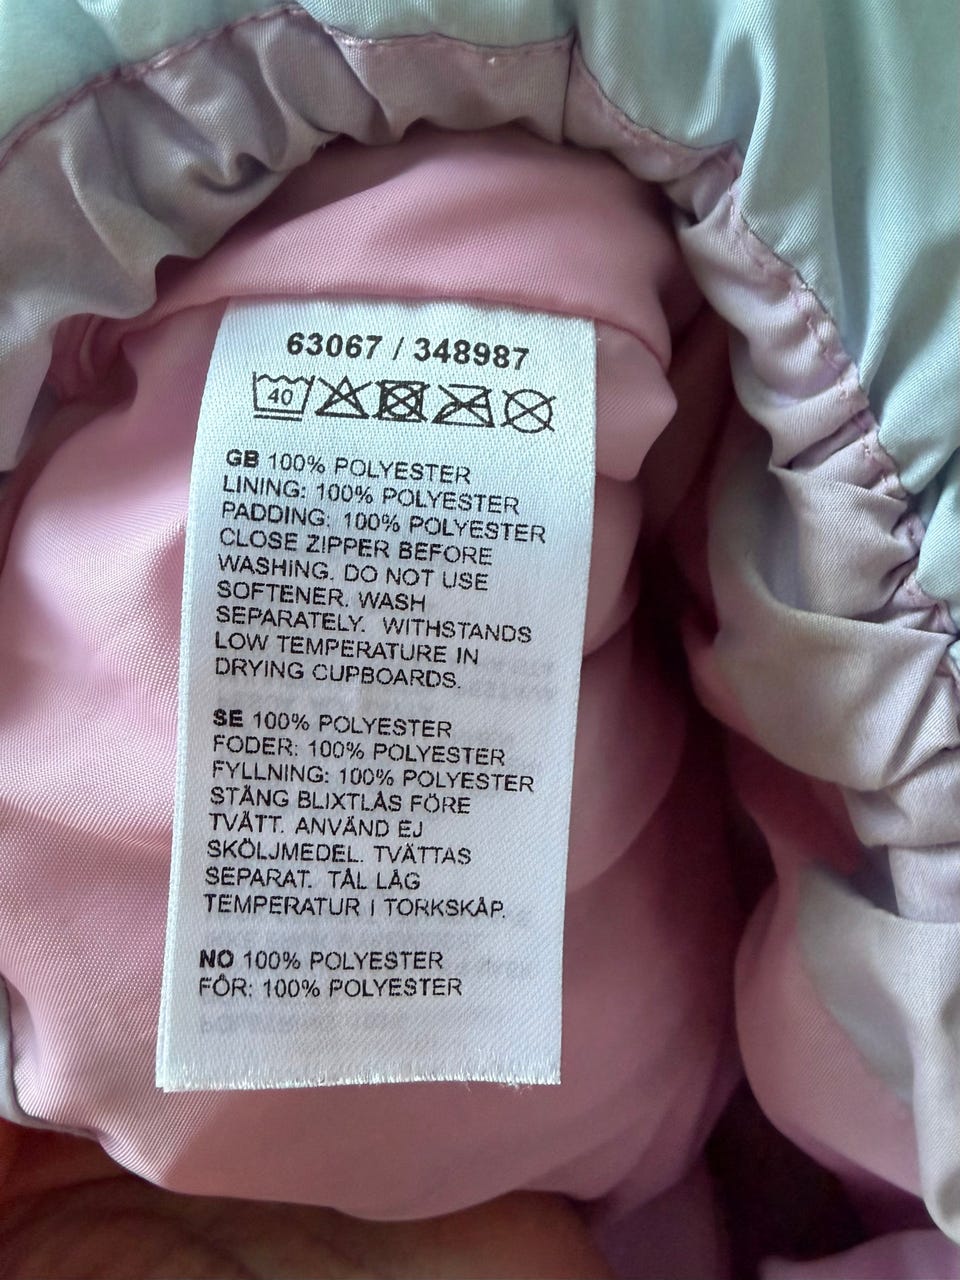 63067 / 348987
40
GB 100% POLYESTER
LINING: 100% POLYESTER
PADDING: 100% POLYESTER
CLOSE ZIPPER BEFORE
WASHING. DO NOT USE
SOFTENER. WASH
SEPARATELY. WITHSTANDS
LOW TEMPERATURE IN
DRYING CUPBOARDS.
SE 100% POLYESTER
FODER: 100% POLYESTER
FYLLNING: 100% POLYESTER
STÄNG BLIXTLÅS FÖRE
TVÄTT. ANVÄND EJ
SKÖLJMEDEL. TVÄTTAS
SEPARAT. TÅL LÅG
TEMPERATUR I TORKSKÅP.
NO 100% POLYESTER
FÔR: 100% POLYESTER